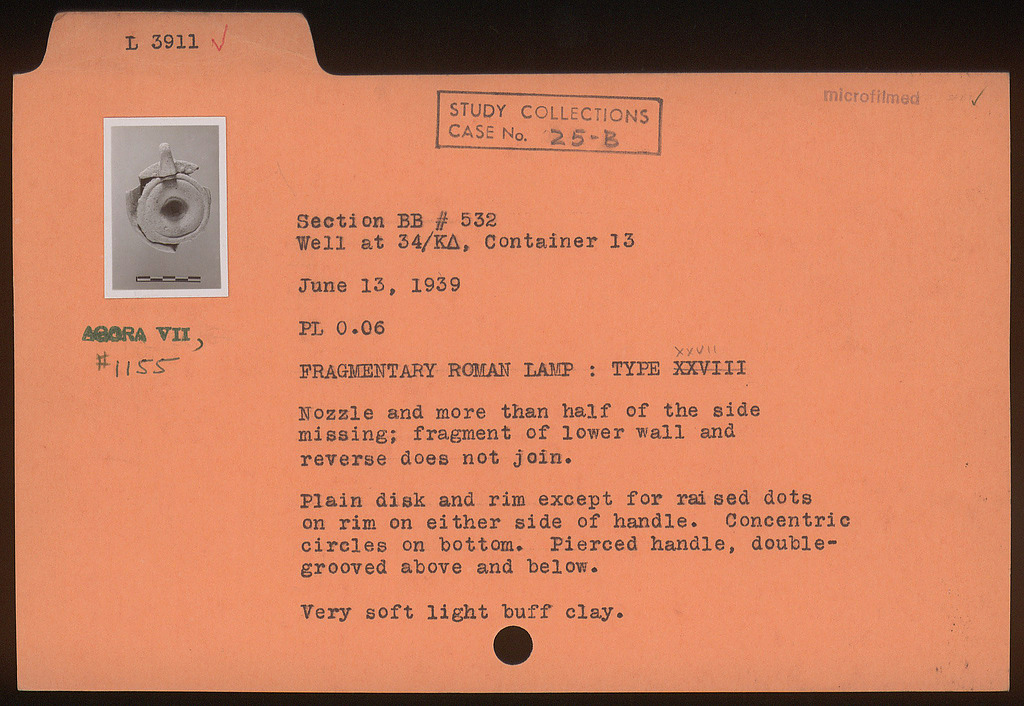 L 3911 ✓
microfilmed ✓
STUDY COLLECTIONS
CASE No. 25-B
Section BB # 532
Well at 34/ΚΔ, Container 13
June 13, 1939
PL 0.06
AGORA VII,
#1155
XXVII
FRAGMENTARY ROMAN LAMP : TYPE XXVIII
Nozzle and more than half of the side
missing; fragment of lower wall and
reverse does not join.
Plain disk and rim except for raised dots
on rim on either side of handle. Concentric
circles on bottom. Pierced handle, double-
grooved above and below.
Very soft light buff clay.